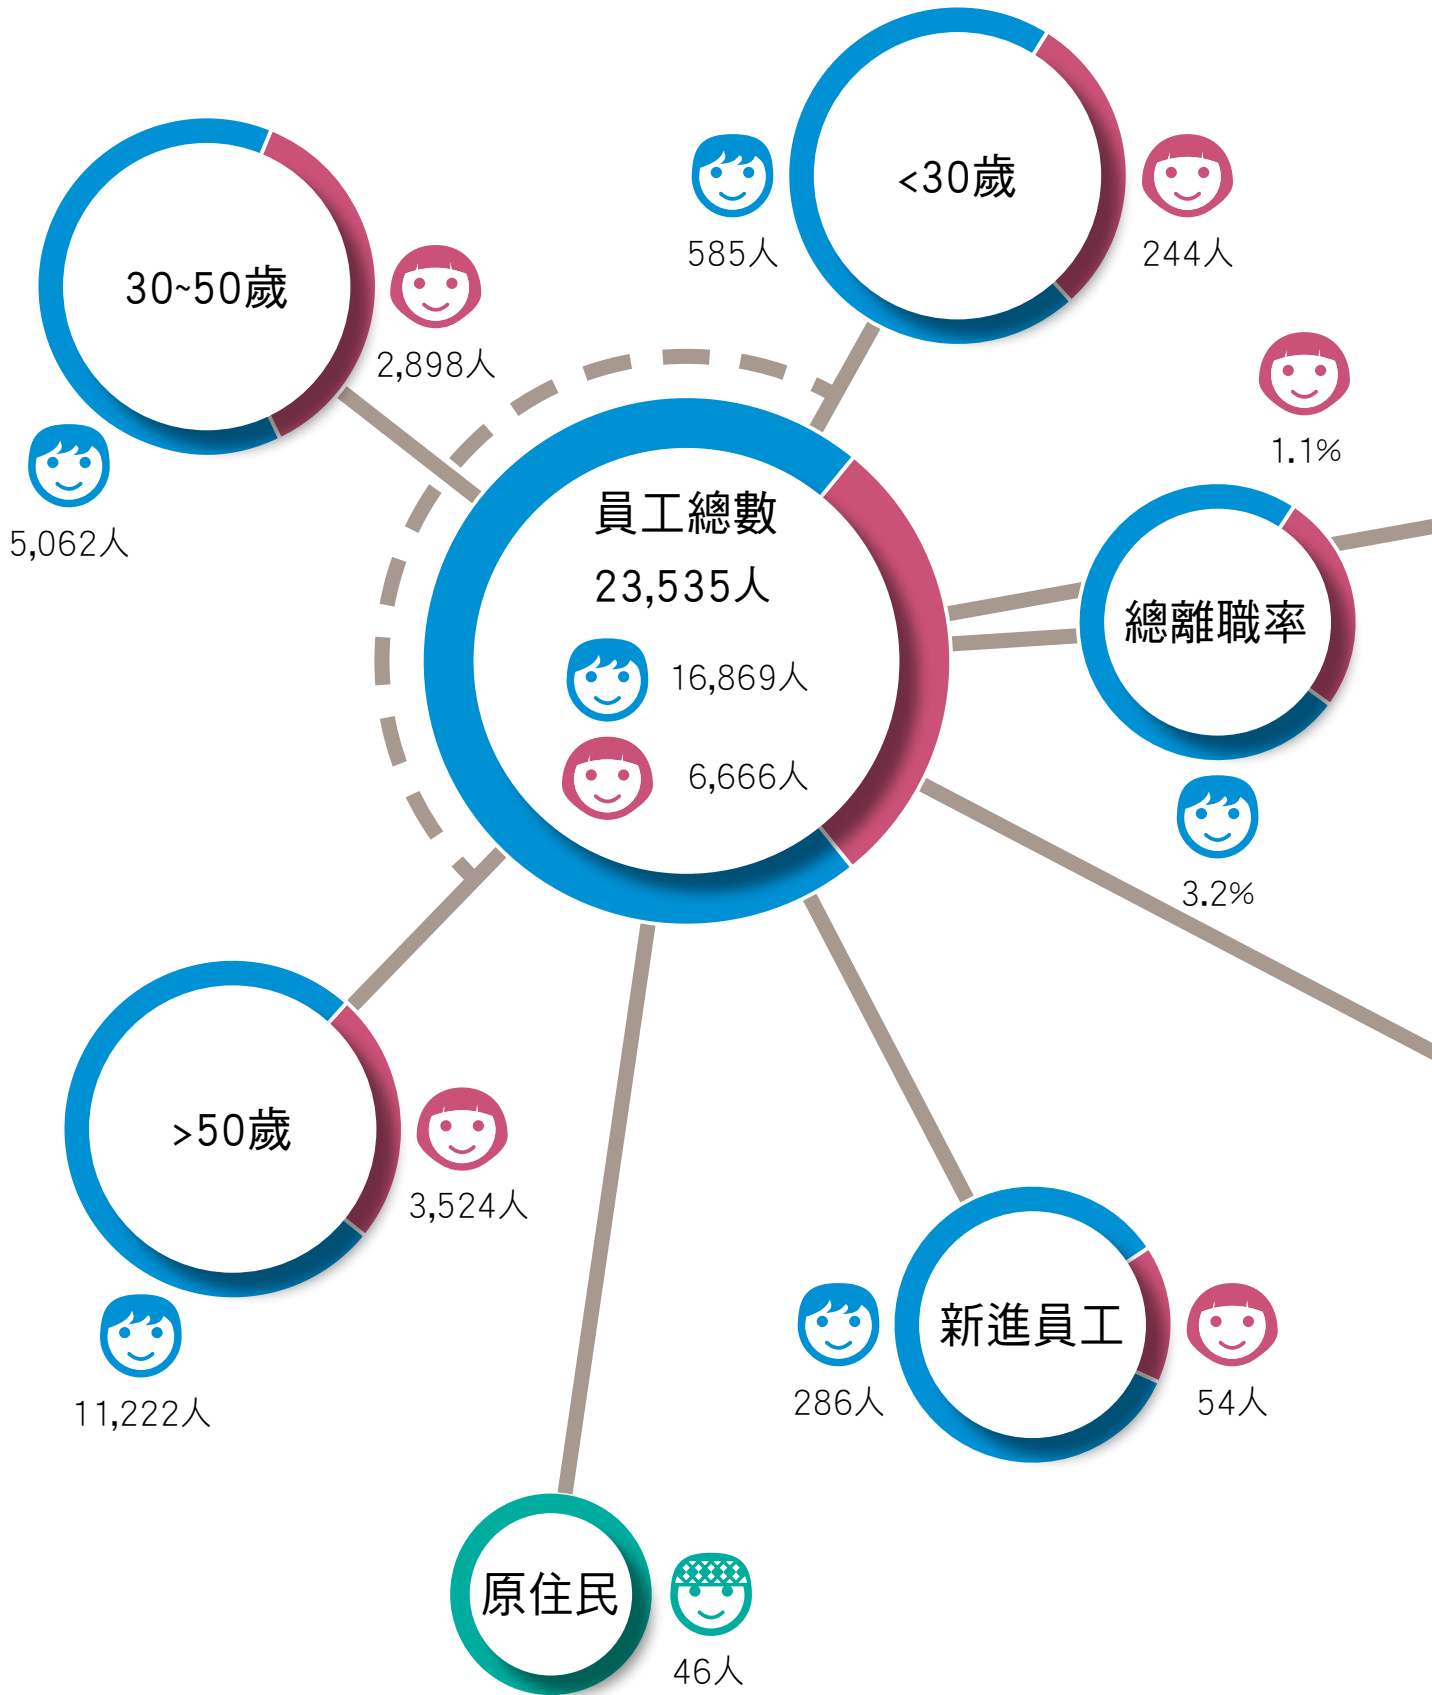 <30歲
585人
244人
30~50歲
2,898人
5,062人
員工總數
23,535人
16,869人
6,666人
1.1%
總離職率
3.2%
>50歲
3,524人
11,222人
新進員工
286人
54人
原住民
46人